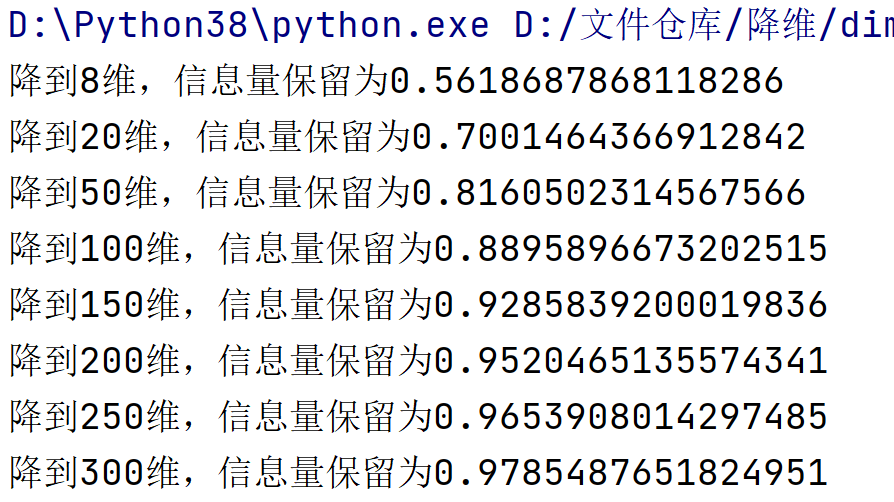 D:\Python38\python.exe D:/文件仓库/降维/dim
降到8维，信息量保留为0.5618687868118286
降到20维，信息量保留为0.7001464366912842
降到50维，信息量保留为0.8160502314567566
降到100维，信息量保留为0.8895896673202515
降到150维，信息量保留为0.9285839200019836
降到200维，信息量保留为0.9520465135574341
降到250维，信息量保留为0.9653908014297485
降到300维，信息量保留为0.9785487651824951